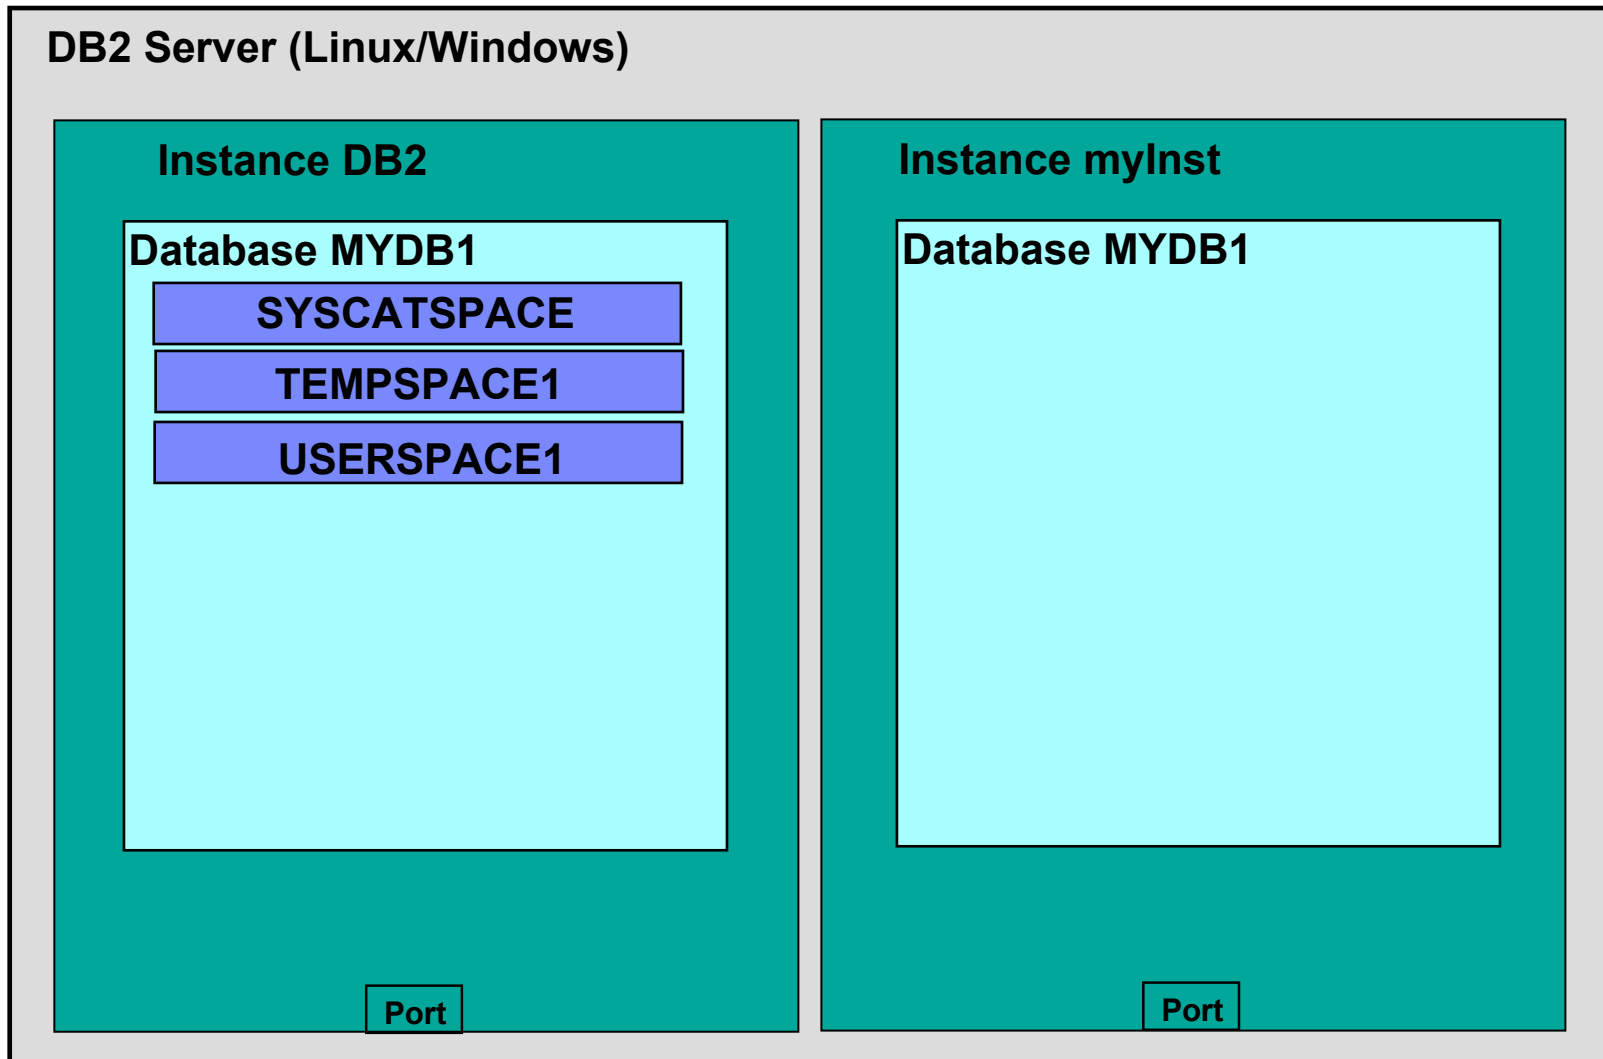 DB2 Server (Linux/Windows)
Instance DB2
Database MYDB1
SYSCATSPACE
TEMPSPACE1
USERSPACE1
Port
Instance myInst
Database MYDB1
Port